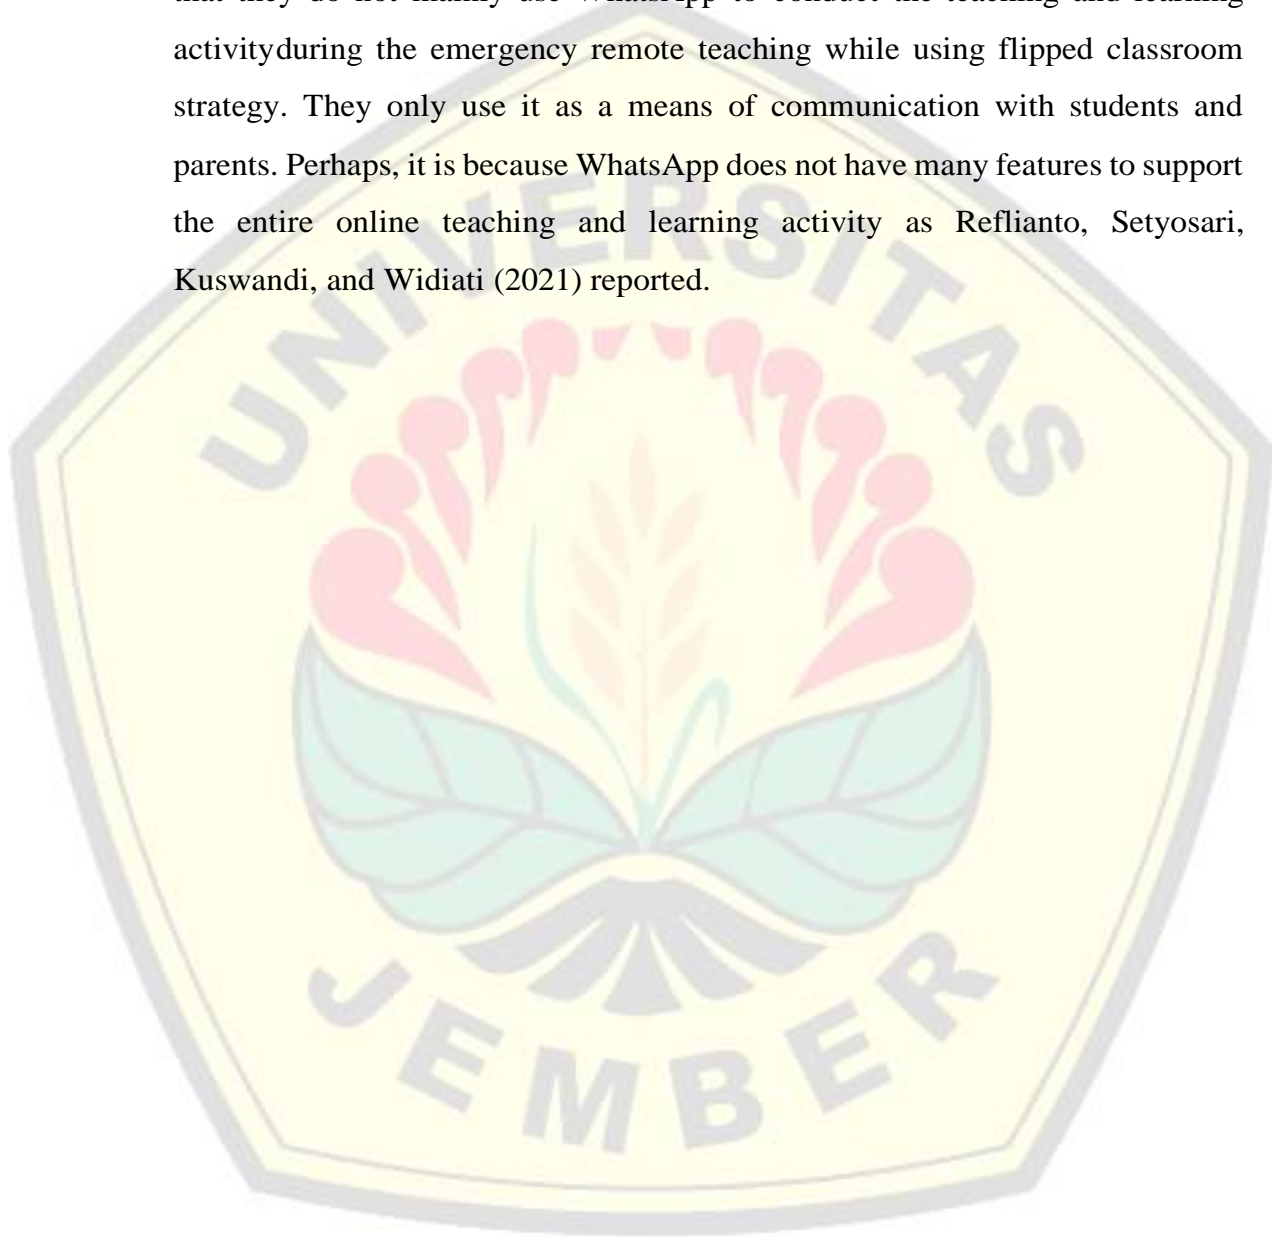 that they do not mainly use WhatsApp to conduct the teaching and learning
activityduring the emergency remote teaching while using flipped classroom
strategy. They only use it as a means of communication with students and
parents. Perhaps, it is because WhatsApp does not have many features to support
the entire online teaching and learning activity as Reflianto, Setyosari,
Kuswandi, and Widiati (2021) reported.
UNIVERSITAS
JEMBER